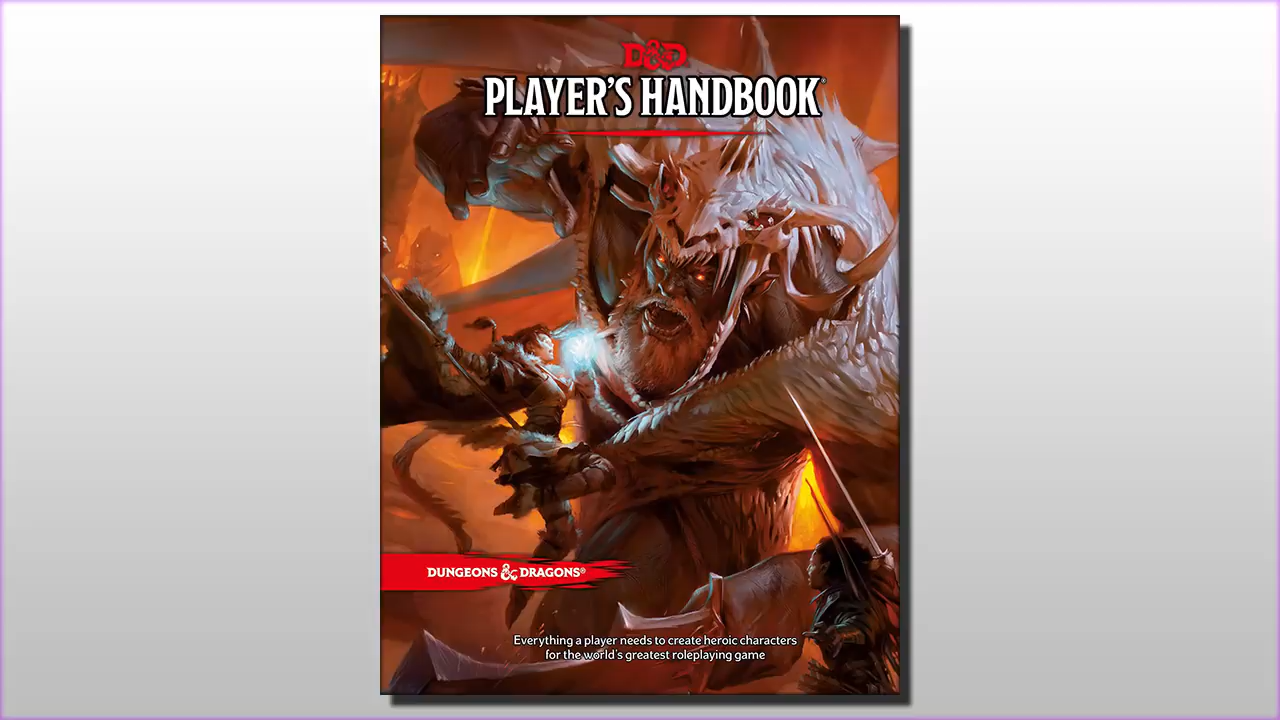 D&D
PLAYER'S HANDBOOK®
DUNGEONS & DRAGONS®
Everything a player needs to create heroic characters
for the world's greatest roleplaying game